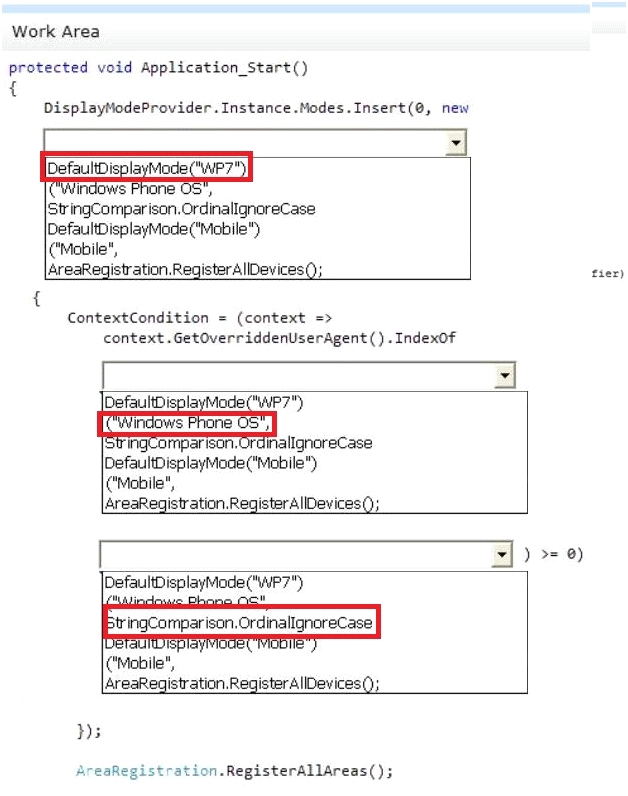 Work Area
protected void Application_Start()
{
DisplayModeProvider.Instance.Modes.Insert(0, new
DefaultDisplayMode("WP7")
("Windows Phone OS",
StringComparison.OrdinalIgnoreCase
DefaultDisplayMode("Mobile")
("Mobile",
AreaRegistration.RegisterAllDevices();
fier)
{
ContextCondition = (context =>
context.GetOverriddenUserAgent().IndexOf
DefaultDisplayMode("WP7")
("Windows Phone OS",
StringComparison.OrdinalIgnoreCase
DefaultDisplayMode("Mobile")
("Mobile",
AreaRegistration.RegisterAllDevices();
) >= 0)
DefaultDisplayMode("WP7")
("Windows Phone OS",
StringComparison.OrdinalIgnoreCase
DefaultDisplayMode("Mobile")
("Mobile",
AreaRegistration.RegisterAllDevices();
});
AreaRegistration.RegisterAllAreas();